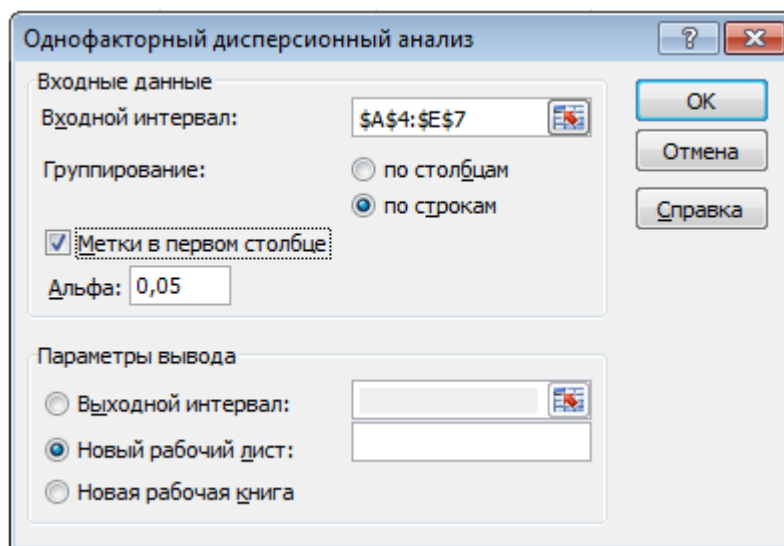 Однофакторный дисперсионный анализ
Входные данные
Входной интервал: $A$4:$E$7
Группирование: по столбцам
по строкам
Метки в первом столбце
Альфа: 0,05
OK
Отмена
Справка
Параметры вывода
Выходной интервал:
Новый рабочий лист:
Новая рабочая книга